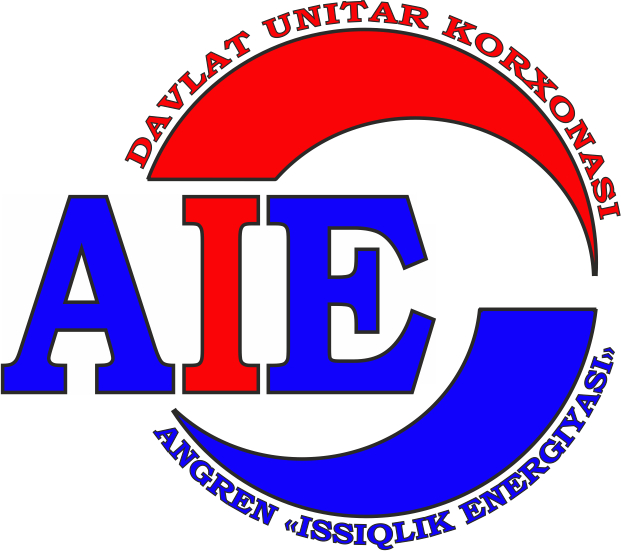 DAVLAT UNITAR KORXONASI
AIE
ANGREN «ISSIQLIK ENERGIYASI»